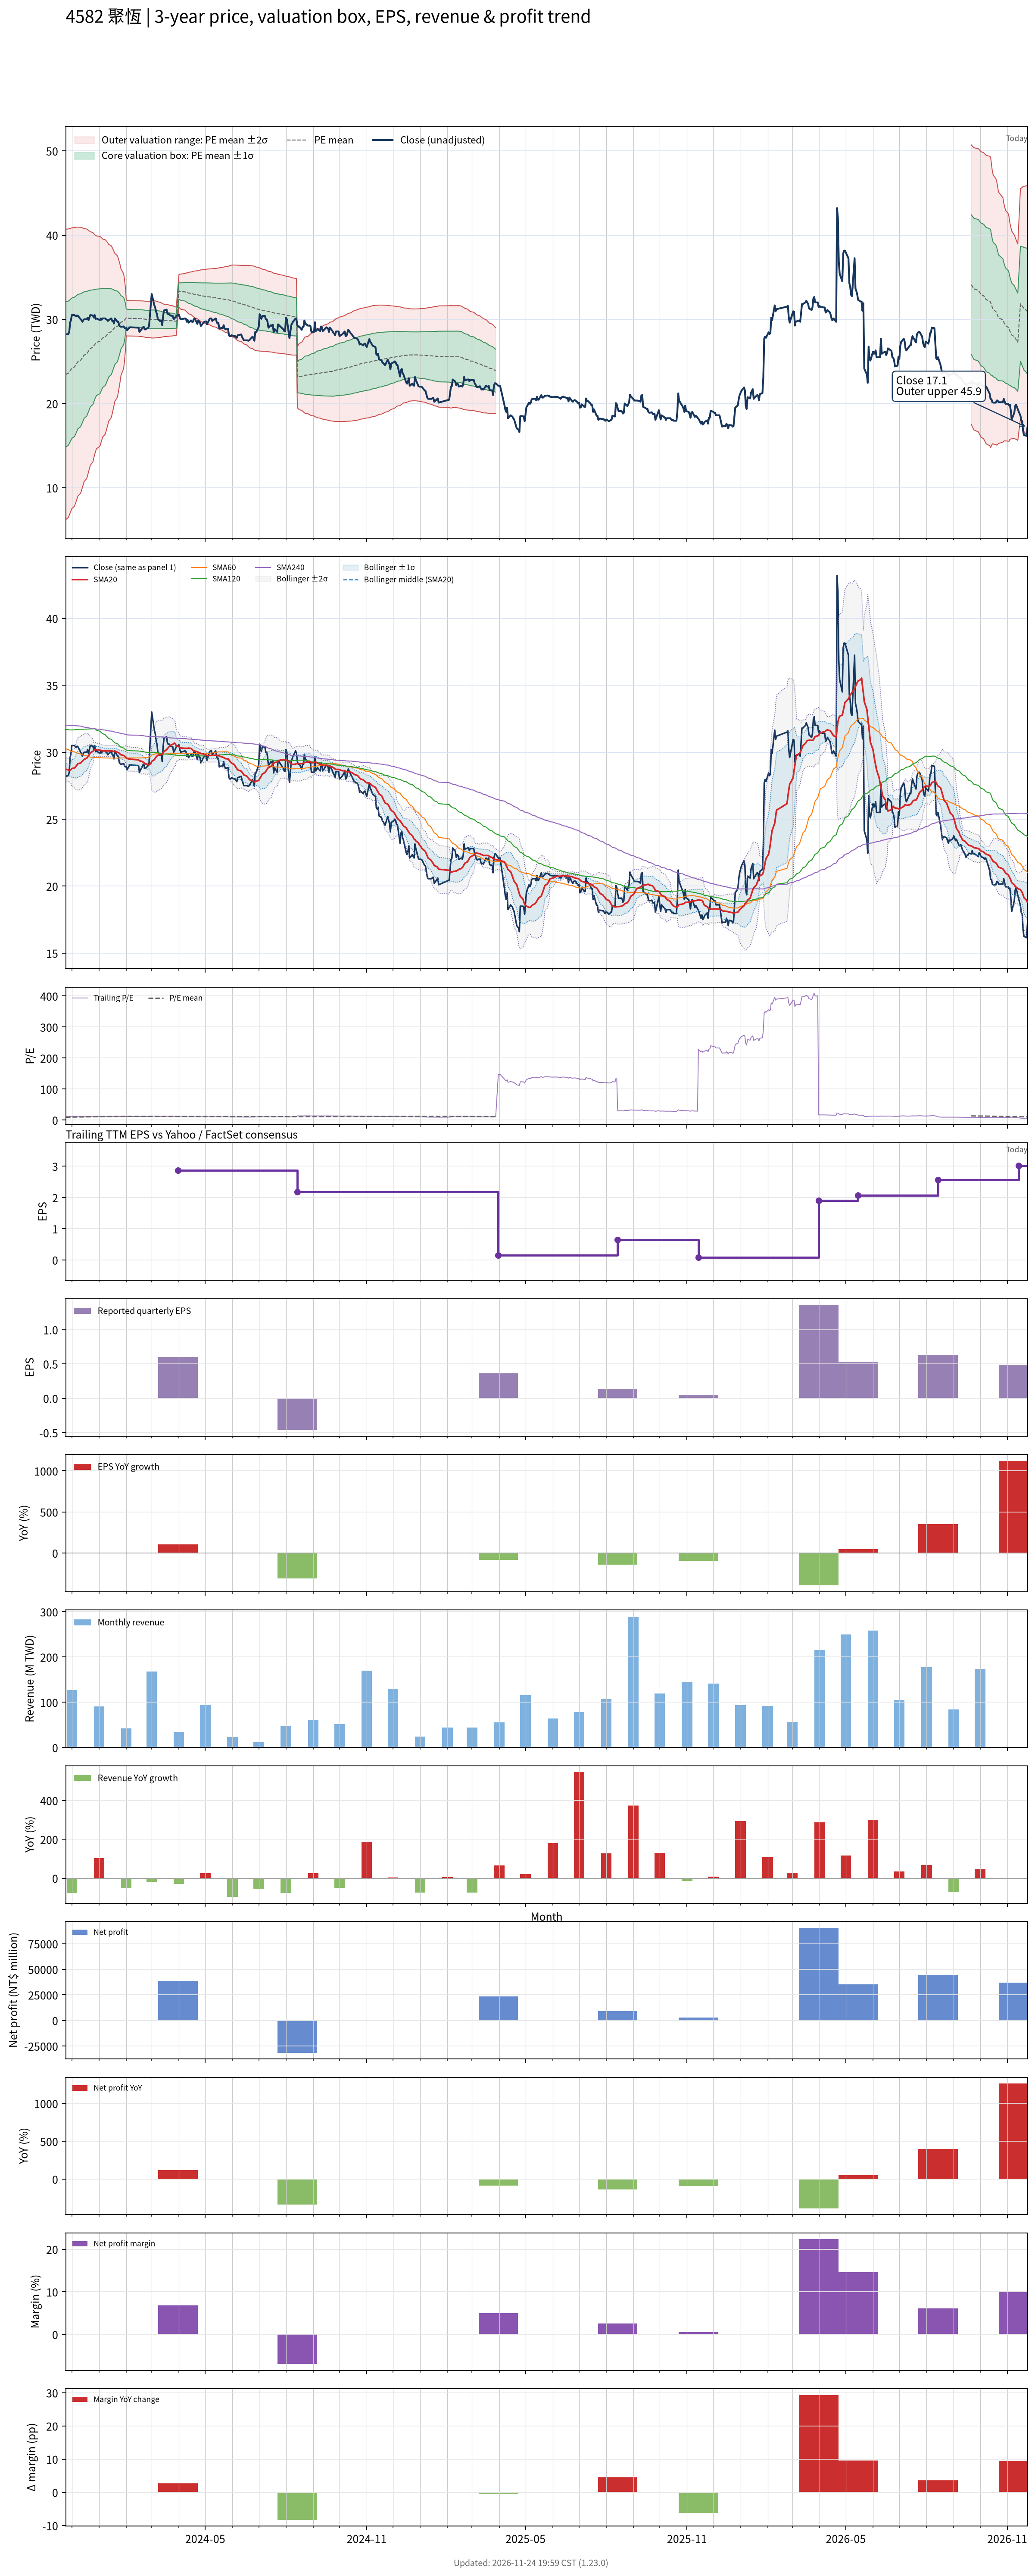 4582 聚恆 | 3-year price, valuation box, EPS, revenue & profit trend
Outer valuation range: PE mean ±2σ
Core valuation box: PE mean ±1σ
PE mean
Close (unadjusted)
Today
Price (TWD)
50
40
30
20
10
Close 17.1
Outer upper 45.9
Close (same as panel 1)
SMA20
SMA60
SMA120
SMA240
Bollinger ±2σ
Bollinger ±1σ
Bollinger middle (SMA20)
Price
40
35
30
25
20
15
Trailing P/E
P/E mean
P/E
400
300
200
100
0
Trailing TTM EPS vs Yahoo / FactSet consensus
Today
EPS
3
2
1
0
Reported quarterly EPS
EPS
1.0
0.5
0.0
-0.5
EPS YoY growth
YoY (%)
1000
500
0
Monthly revenue
Revenue (M TWD)
300
200
100
0
Revenue YoY growth
YoY (%)
400
200
0
Month
Net profit
Net profit (NT$ million)
75000
50000
25000
0
-25000
Net profit YoY
YoY (%)
1000
500
0
Net profit margin
Margin (%)
20
10
0
Margin YoY change
Δ margin (pp)
30
20
10
0
-10
2024-05
2024-11
2025-05
2025-11
2026-05
2026-11
Updated: 2026-11-24 19:59 CST (1.23.0)